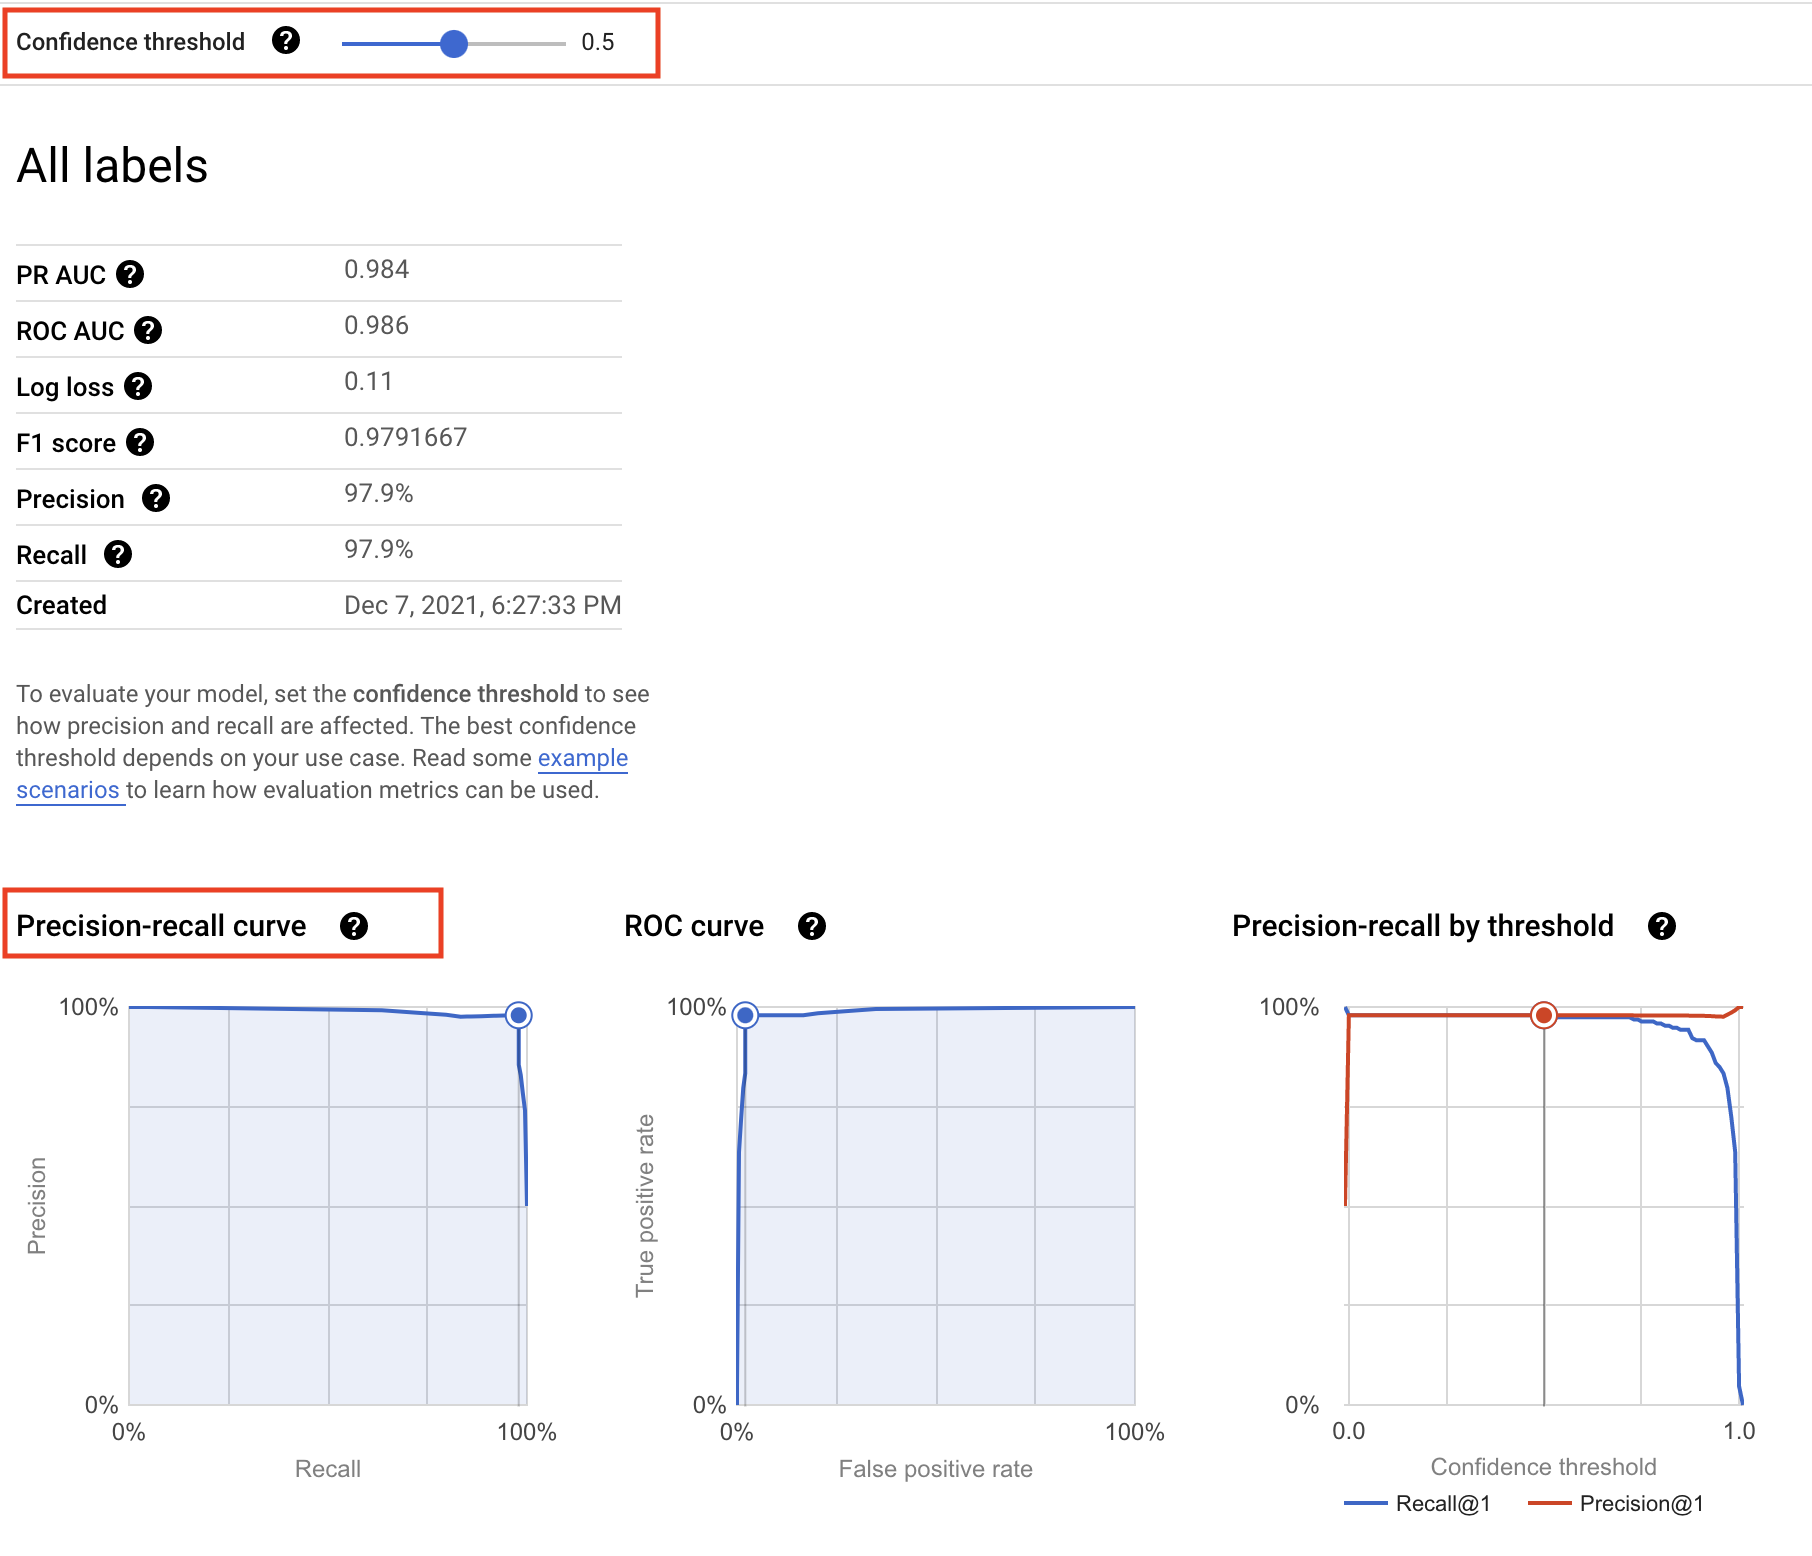 Confidence threshold ? 0.5
All labels
PR AUC ? 0.984
ROC AUC ? 0.986
Log loss ? 0.11
F1 score ? 0.9791667
Precision ? 97.9%
Recall ? 97.9%
Created Dec 7, 2021, 6:27:33 PM
To evaluate your model, set the confidence threshold to see
how precision and recall are affected. The best confidence
threshold depends on your use case. Read some example
scenarios to learn how evaluation metrics can be used.
Precision-recall curve ?
100%
Precision
0%
0% 100%
Recall
ROC curve ?
100%
True positive rate
0%
0% 100%
False positive rate
Precision-recall by threshold ?
100%
0%
0.0 1.0
Confidence threshold
Recall@1 Precision@1